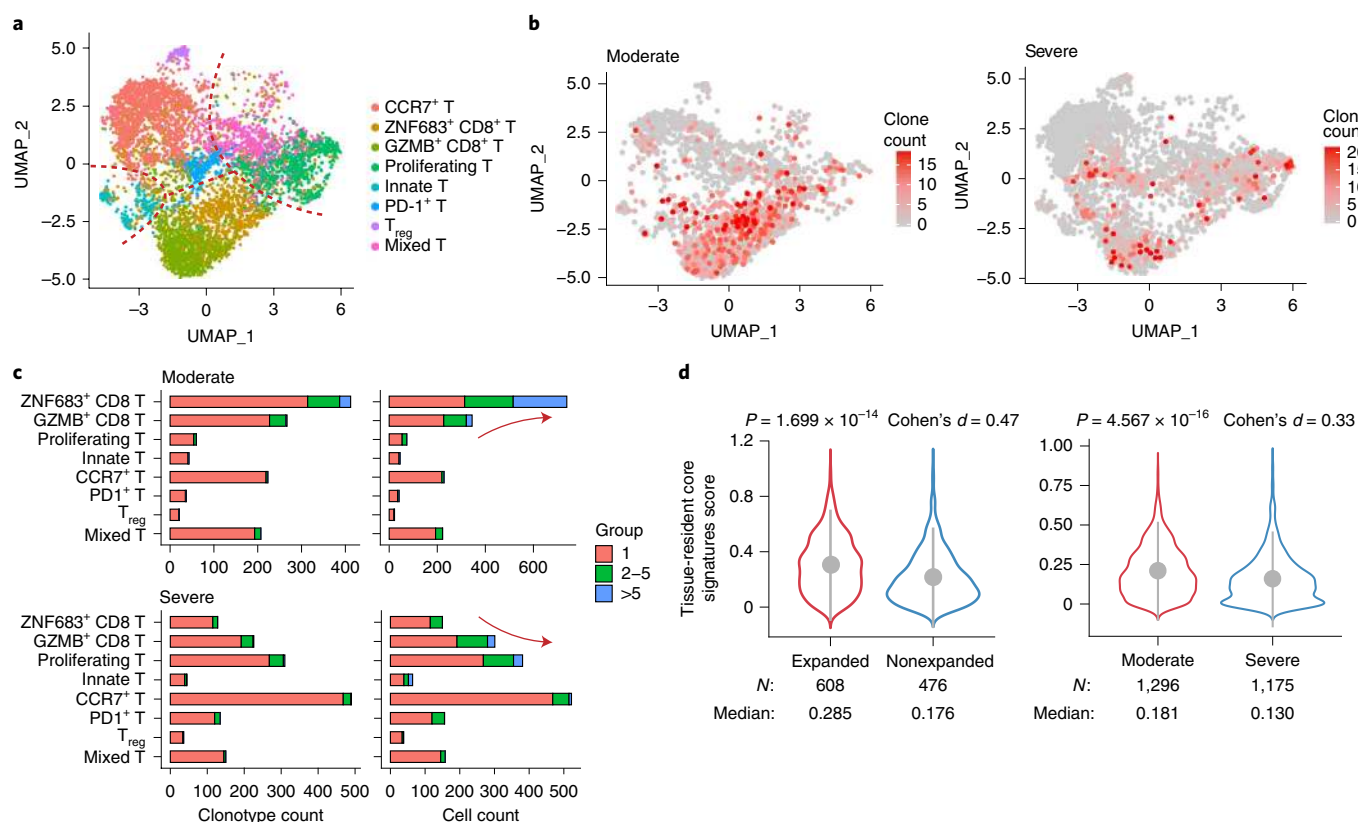 a
5.0
2.5
0
–2.5
–5.0
UMAP_2
–3
0
3
6
UMAP_1
CCR7+ T
ZNF683+ CD8+ T
GZMB+ CD8+ T
Proliferating T
Innate T
PD-1+ T
Treg
Mixed T
b
Moderate
5.0
2.5
0
–2.5
–5.0
UMAP_2
–3
0
3
6
UMAP_1
Clone
count
15
10
5
0
Severe
5.0
2.5
0
–2.5
–5.0
UMAP_2
–3
0
3
6
UMAP_1
Clon
coun
20
15
10
5
0
c
Moderate
ZNF683+ CD8 T
GZMB+ CD8 T
Proliferating T
Innate T
CCR7+ T
PD1+ T
Treg
Mixed T
0 100 200 300 400
0 200 400 600
Group
1
2–5
>5
Severe
ZNF683+ CD8 T
GZMB+ CD8 T
Proliferating T
Innate T
CCR7+ T
PD1+ T
Treg
Mixed T
0 100 200 300 400 500
0 100 200 300 400 500
Clonotype count
Cell count
d
P = 1.699 × 10−14 Cohen's d = 0.47
1.2
0.8
0.4
0
Tissue-resident core
signatures score
Expanded Nonexpanded
N: 608 476
Median: 0.285 0.176
P = 4.567 × 10−16 Cohen's d = 0.33
1.00
0.75
0.50
0.25
0
Moderate Severe
N: 1,296 1,175
Median: 0.181 0.130